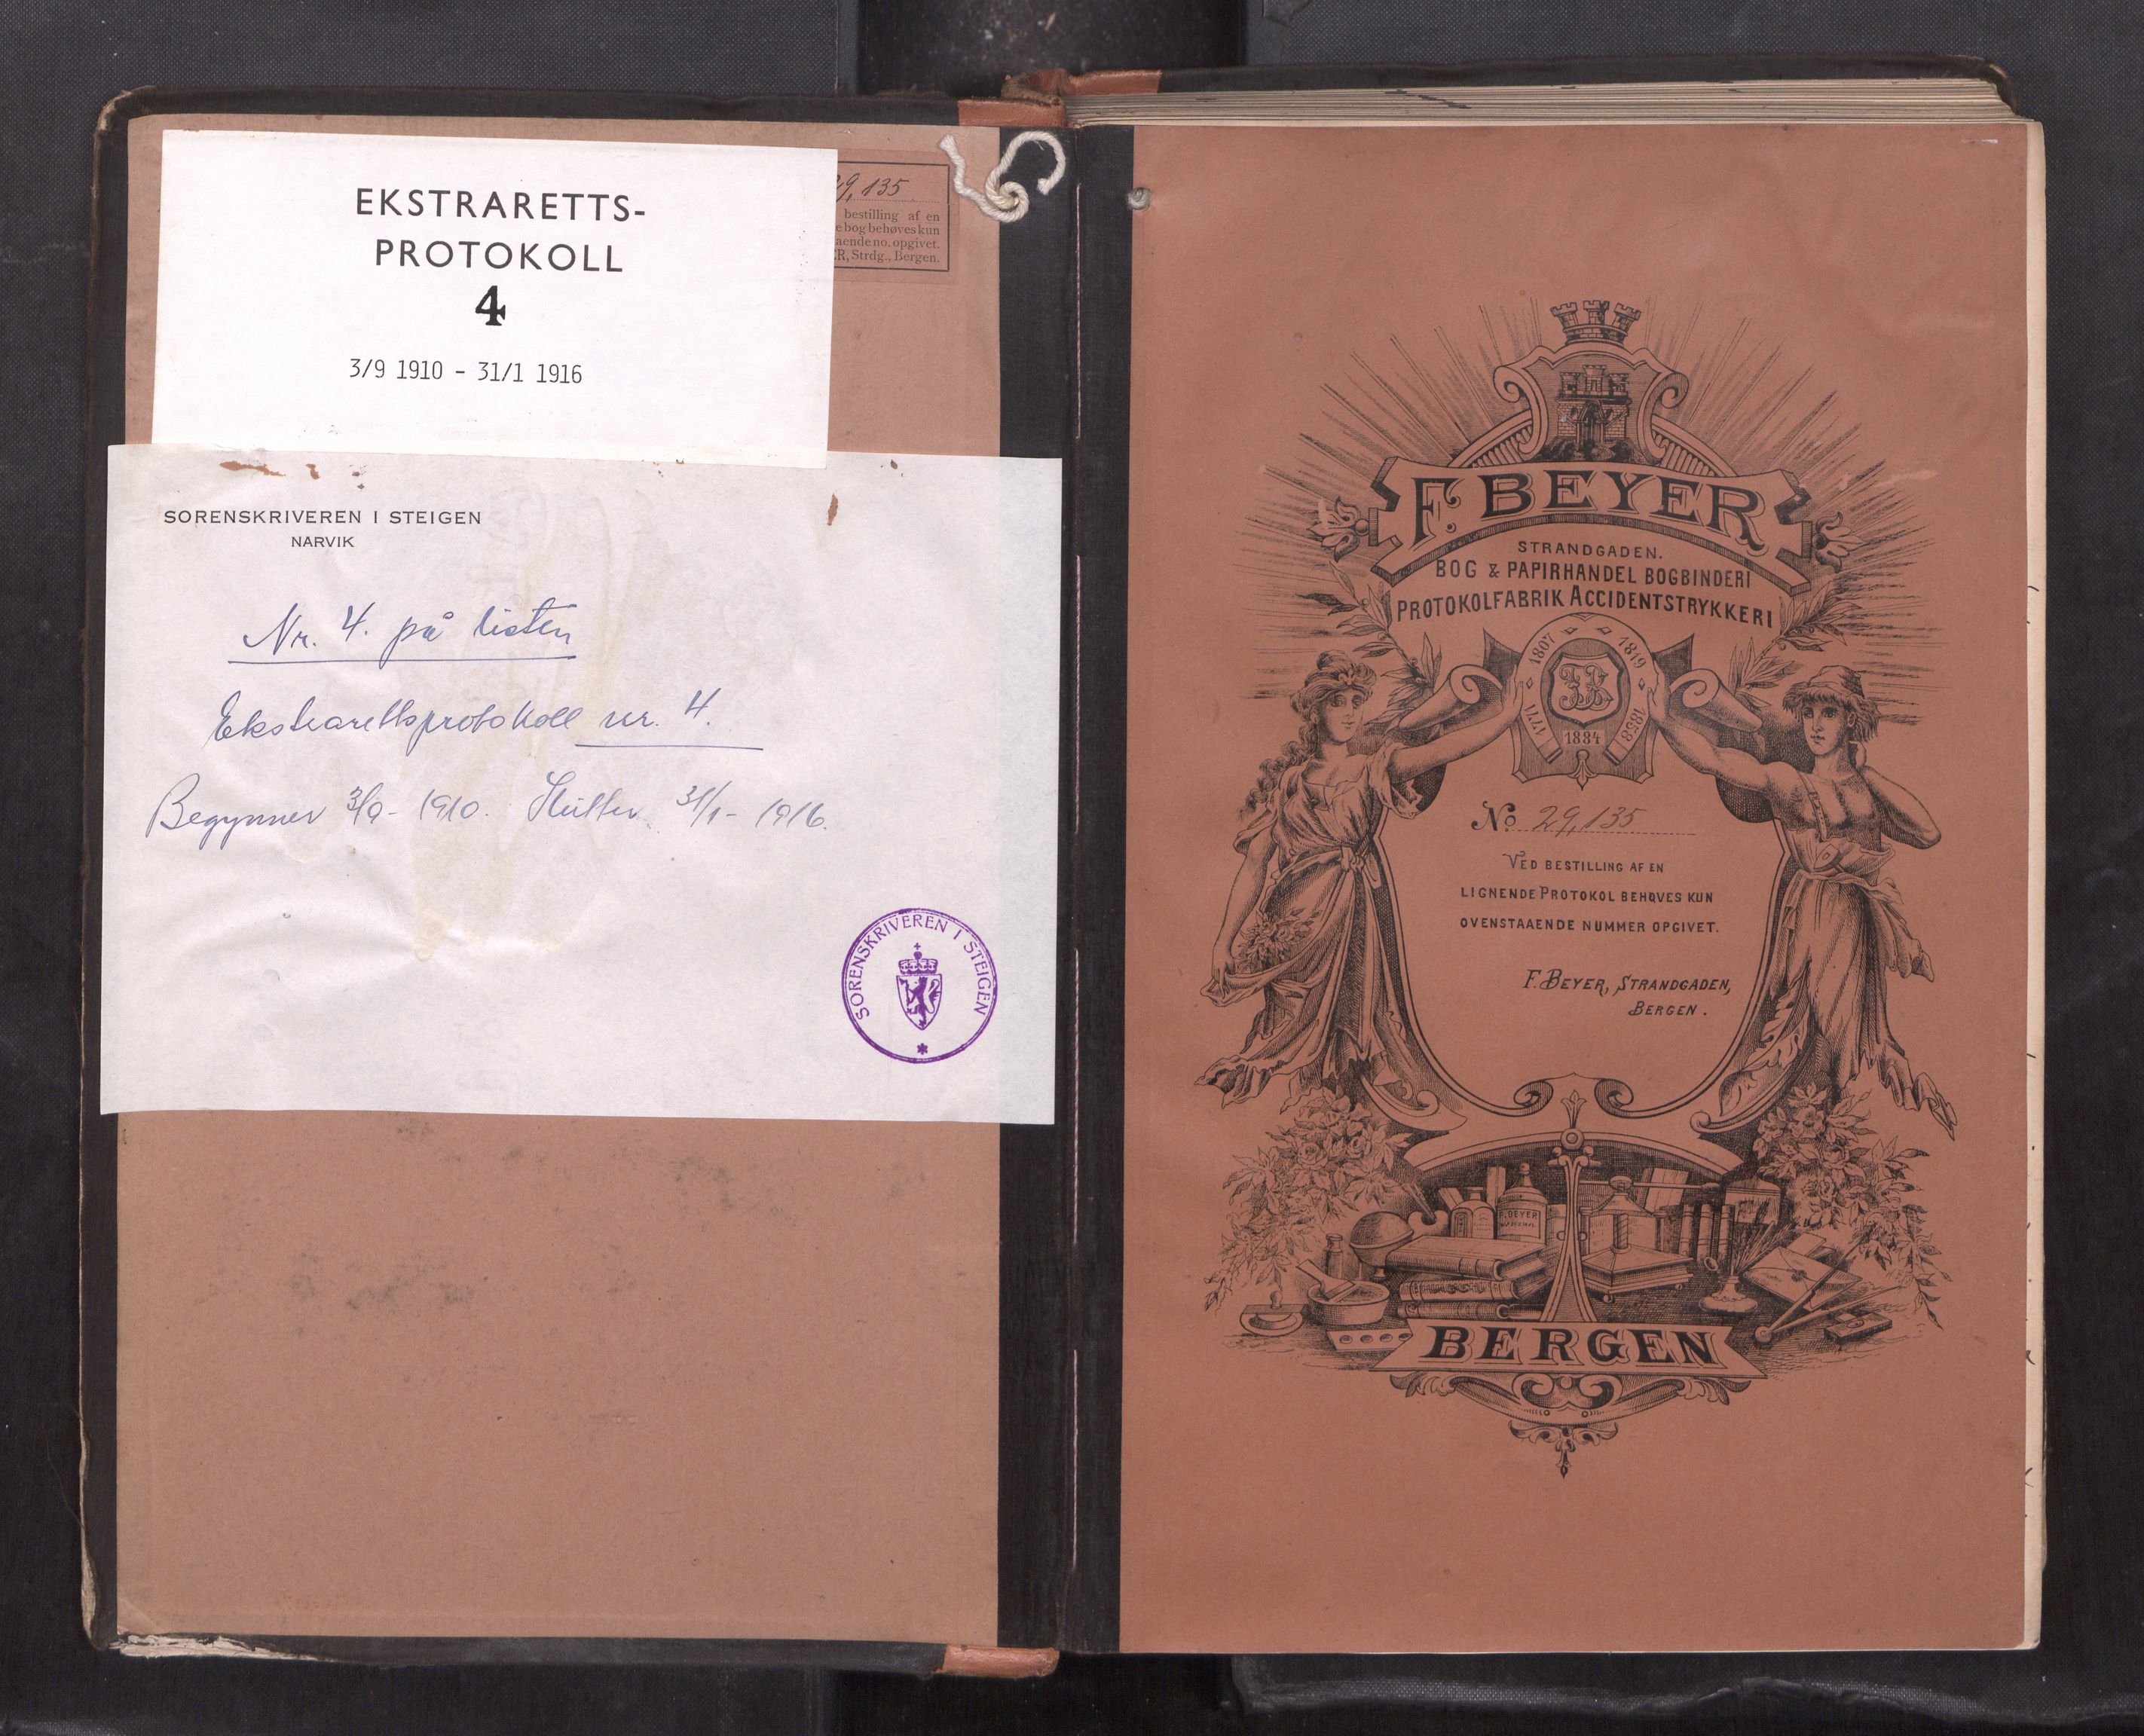 EKSTRARETTS-
PROTOKOLL
4
3/9 1910 - 31/1 1916
29,135
bestilling af en
e bog behøves kun
aende no. opgivet.
R, Strdg., Bergen.
SORENSKRIVEREN I STEIGEN
NARVIK
Nr. 4. på listen
Ekstrarettsprotokoll nr. 4.
Begynner 3/9- 1910. Slutter 31/1- 1916.
SORENSKRIVEREN I STEIGEN
F. BEYER
STRANDGADEN.
BOG & PAPIRHANDEL BOGBINDERI
PROTOKOLFABRIK ACCIDENTSTRYKKERI
1771 1807 1819 1858
1884
No 29,135
VED BESTILLING AF EN
LIGNENDE PROTOKOL BEHØVES KUN
OVENSTAAENDE NUMMER OPGIVET.
F. BEYER, STRANDGADEN,
BERGEN.
F. BEYER
BERGEN